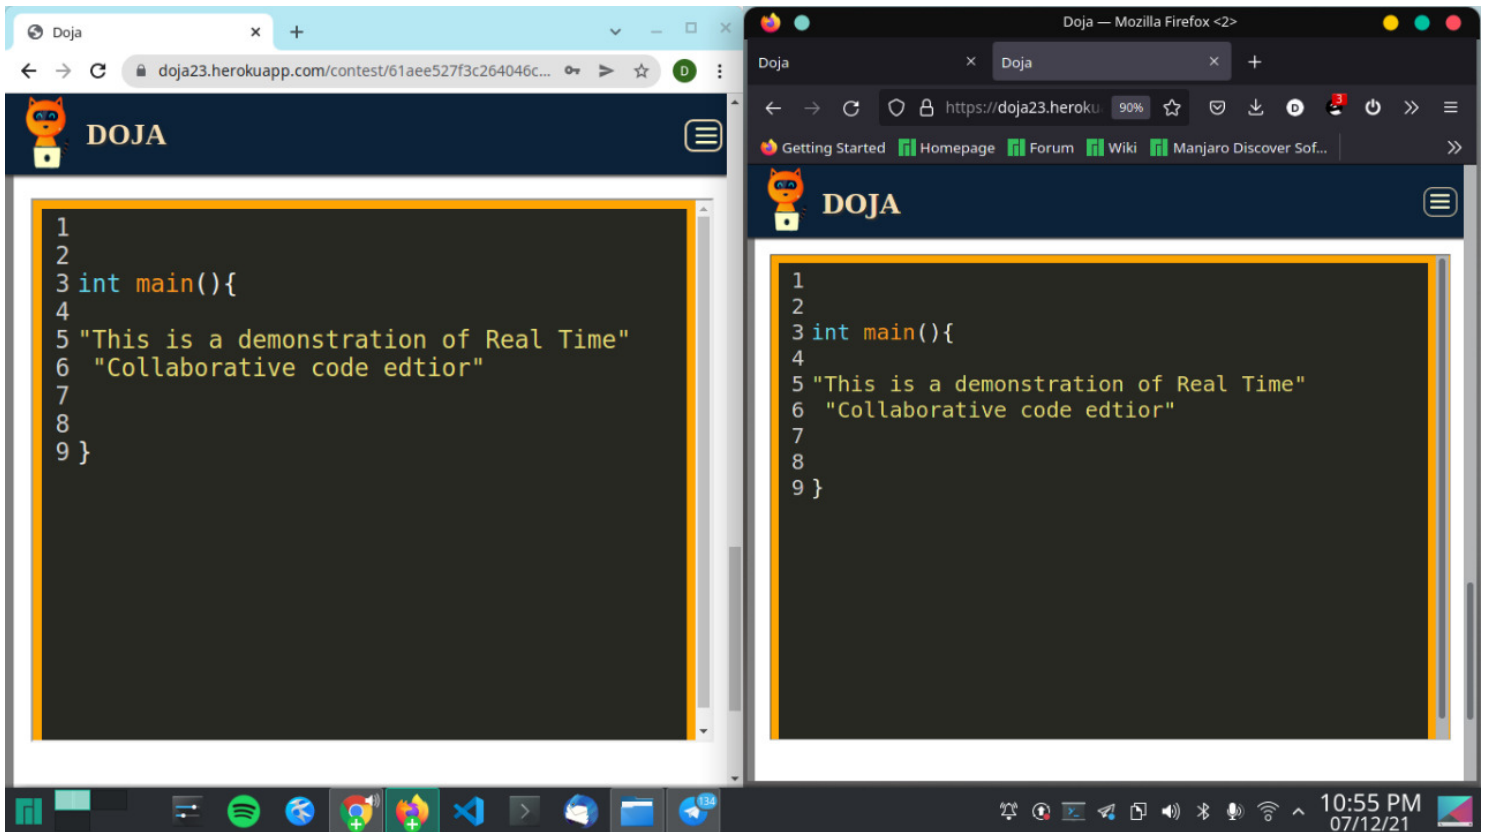 Doja
doja23.herokuapp.com/contest/61aee527f3c264046c...
D
DOJA
1
2
3 int main(){
4
5 "This is a demonstration of Real Time"
6 "Collaborative code edtior"
7
8
9 }
Doja — Mozilla Firefox <2>
Doja
Doja
https://doja23.heroku
90%
D
3
Getting Started
Homepage
Forum
Wiki
Manjaro Discover Sof...
DOJA
1
2
3 int main(){
4
5 "This is a demonstration of Real Time"
6 "Collaborative code edtior"
7
8
9 }
134
10:55 PM
07/12/21